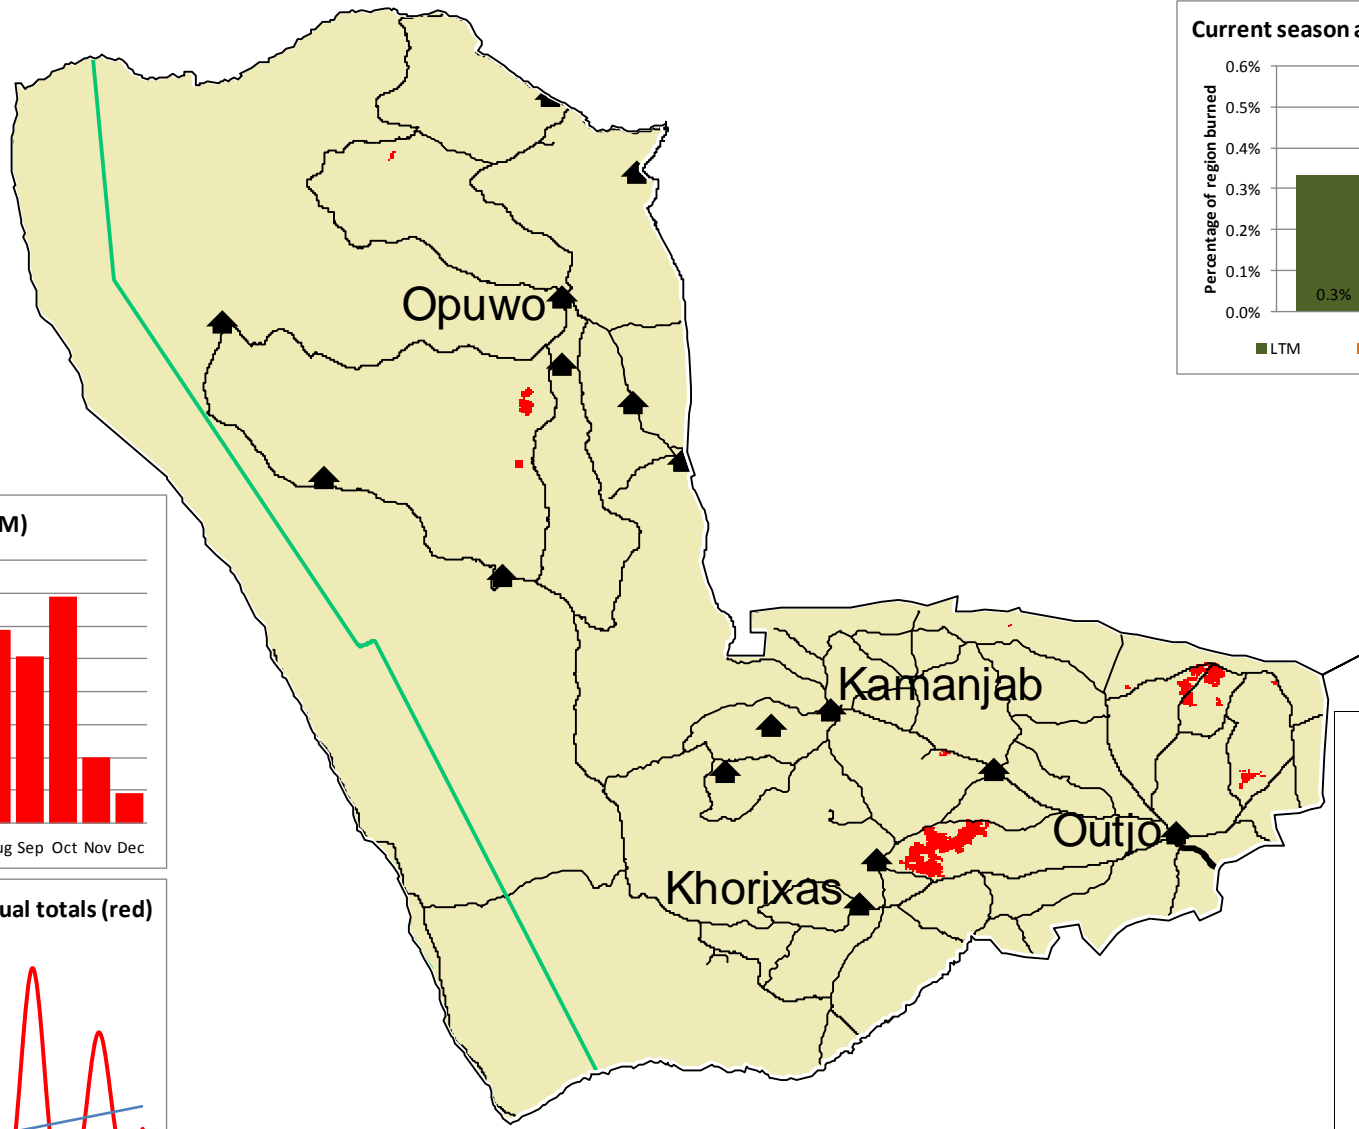 Current season a
Percentage of region burned
0.6%
0.5%
0.4%
0.3%
0.2%
0.1%
0.0%
0.3%
LTM
Opuwo
Kamanjab
Outjo
Khorixas
M)
ug Sep Oct Nov Dec
ual totals (red)